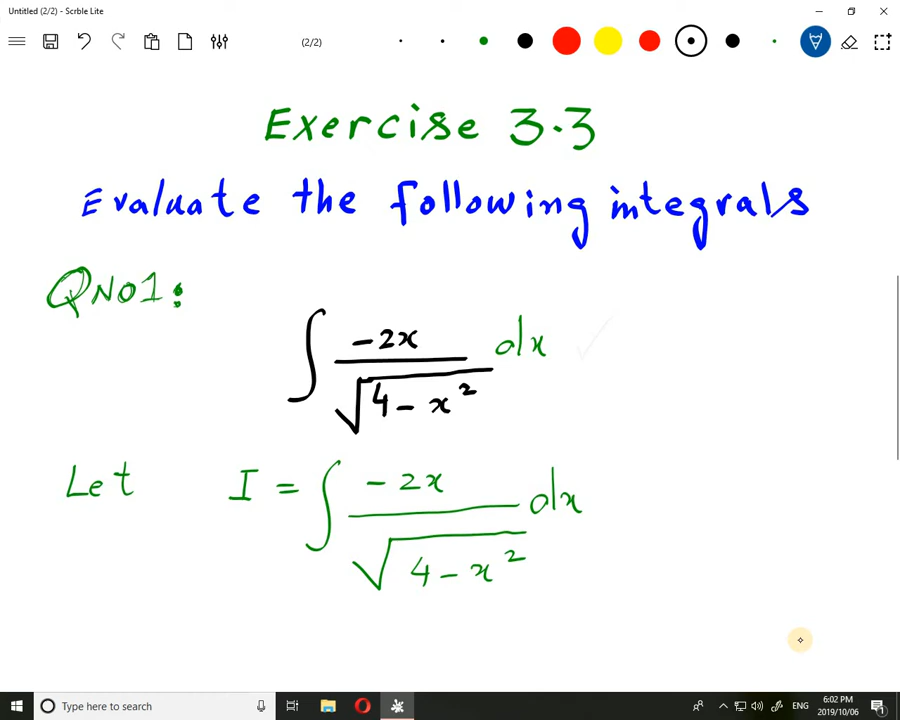 Untitled (2/2) - Scrble Lite
(2/2)
Exercise 3.3
Evaluate the following integrals
QNO1:
∫ -2x / √(4 - x²) dx
Let I = ∫ -2x / √(4 - x²) dx
Type here to search
ENG
6:02 PM
2019/10/06
1